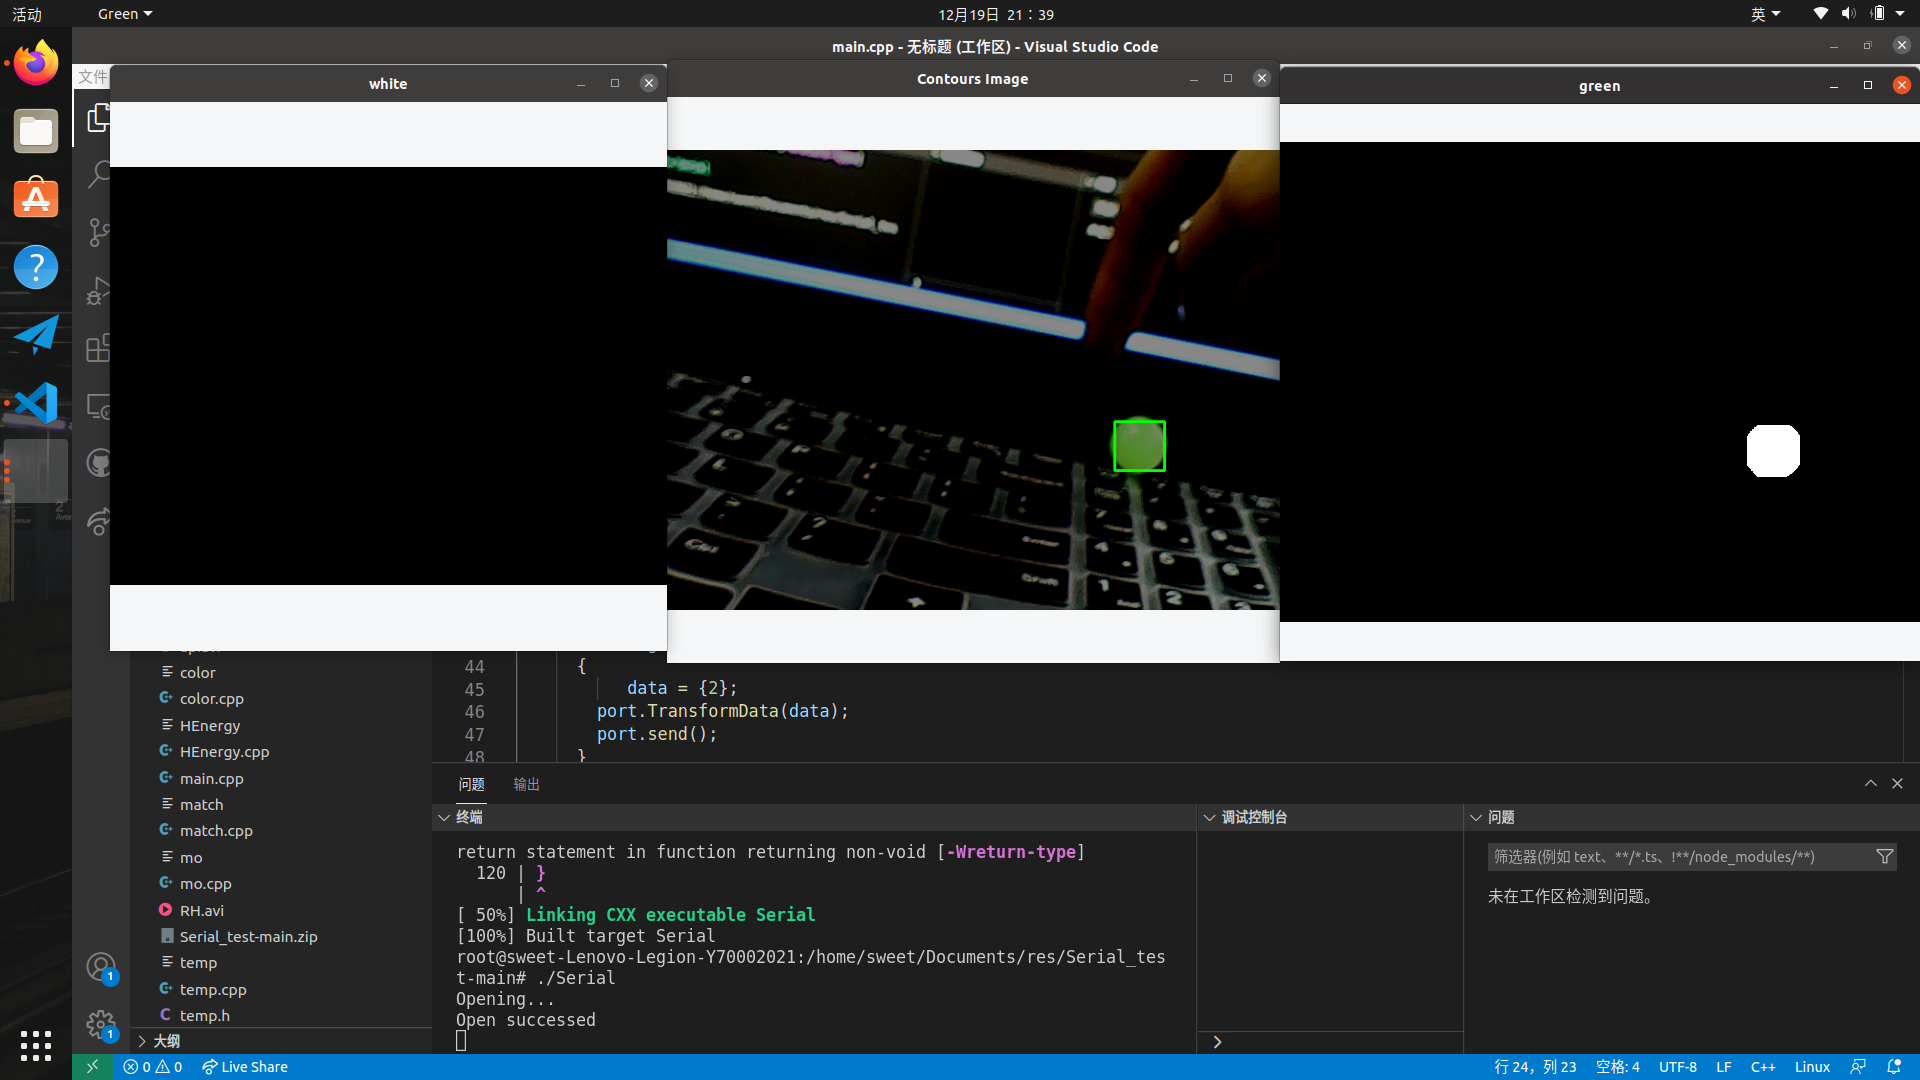 活动
Green
12月19日 21：39
英
main.cpp - 无标题 (工作区) - Visual Studio Code
文件
white
Contours Image
green
color
color.cpp
HEnergy
HEnergy.cpp
main.cpp
match
match.cpp
mo
mo.cpp
RH.avi
Serial_test-main.zip
temp
temp.cpp
temp.h
大纲
44 {
45 data = {2};
46 port.TransformData(data);
47 port.send();
48 }
问题
输出
终端
return statement in function returning non-void [-Wreturn-type]
120 | }
| ^
[ 50%] Linking CXX executable Serial
[100%] Built target Serial
root@sweet-Lenovo-Legion-Y70002021:/home/sweet/Documents/res/Serial_tes
t-main# ./Serial
Opening...
Open successed
调试控制台
问题
筛选器(例如 text、**/*.ts、!**/node_modules/**)
未在工作区检测到问题。
1
1
0
0
Live Share
行 24，列 23
空格: 4
UTF-8
LF
C++
Linux